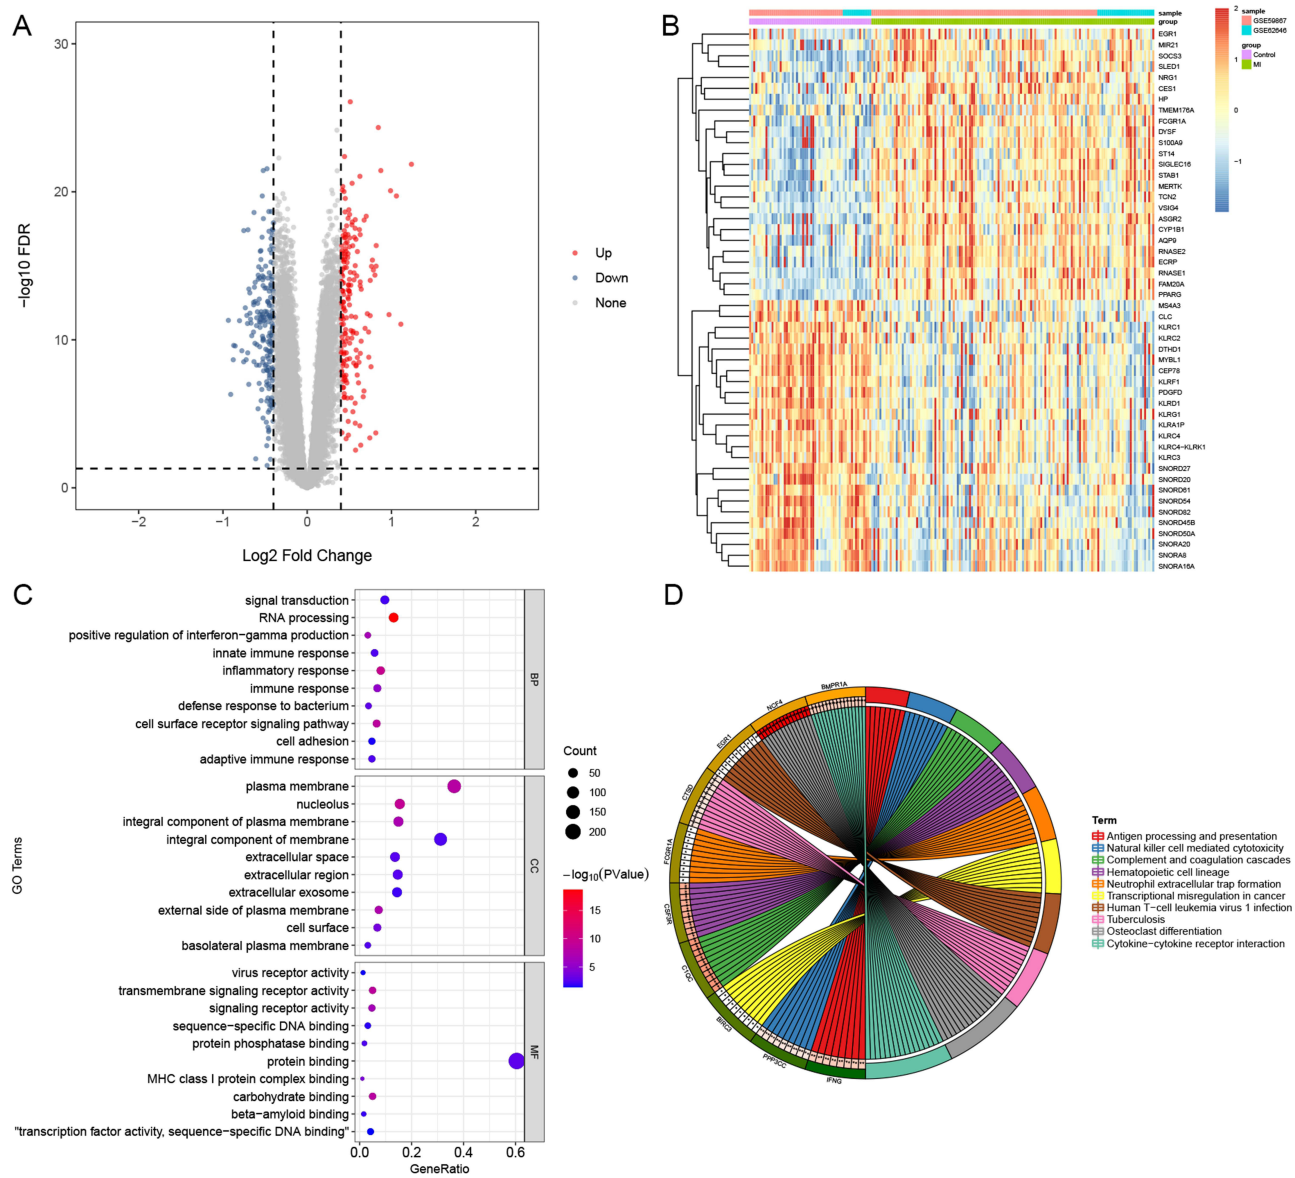 A
30
20
10
0
−log10 FDR
−2
−1
0
1
2
Log2 Fold Change
Up
Down
None
B
sample
group
EGR1
MIR21
SOCS3
SLED1
NRG1
CES1
HP
TMEM176A
FCGR1A
DYSF
S100A9
ST14
SIGLEC16
STAB1
MERTK
TCN2
VSIG4
ASGR2
CYP1B1
AQP9
RNASE2
ECRP
RNASE1
FAM20A
PPARG
MS4A3
CLC
KLRC1
KLRC2
DTHD1
MYBL1
CEP78
KLRF1
PDGFD
KLRD1
KLRG1
KLRA1P
KLRC4
KLRC4−KLRK1
KLRC3
SNORD27
SNORD20
SNORD61
SNORD54
SNORD82
SNORD45B
SNORD50A
SNORA20
SNORA8
SNORA16A
2
1
0
−1
sample
GSE59867
GSE62646
group
Control
MI
C
GO Terms
signal transduction
RNA processing
positive regulation of interferon−gamma production
innate immune response
inflammatory response
immune response
defense response to bacterium
cell surface receptor signaling pathway
cell adhesion
adaptive immune response
BP
plasma membrane
nucleolus
integral component of plasma membrane
integral component of membrane
extracellular space
extracellular region
extracellular exosome
external side of plasma membrane
cell surface
basolateral plasma membrane
CC
virus receptor activity
transmembrane signaling receptor activity
signaling receptor activity
sequence−specific DNA binding
protein phosphatase binding
protein binding
MHC class I protein complex binding
carbohydrate binding
beta−amyloid binding
"transcription factor activity, sequence−specific DNA binding"
MF
0.0
0.2
0.4
0.6
GeneRatio
Count
50
100
150
200
−log10(PValue)
15
10
5
D
BMPR1A
NCF4
EGR1
CTSD
FCGR1A
CSF3R
C1QC
BIRC3
PPP3CC
IFNG
Term
Antigen processing and presentation
Natural killer cell mediated cytotoxicity
Complement and coagulation cascades
Hematopoietic cell lineage
Neutrophil extracellular trap formation
Transcriptional misregulation in cancer
Human T−cell leukemia virus 1 infection
Tuberculosis
Osteoclast differentiation
Cytokine−cytokine receptor interaction